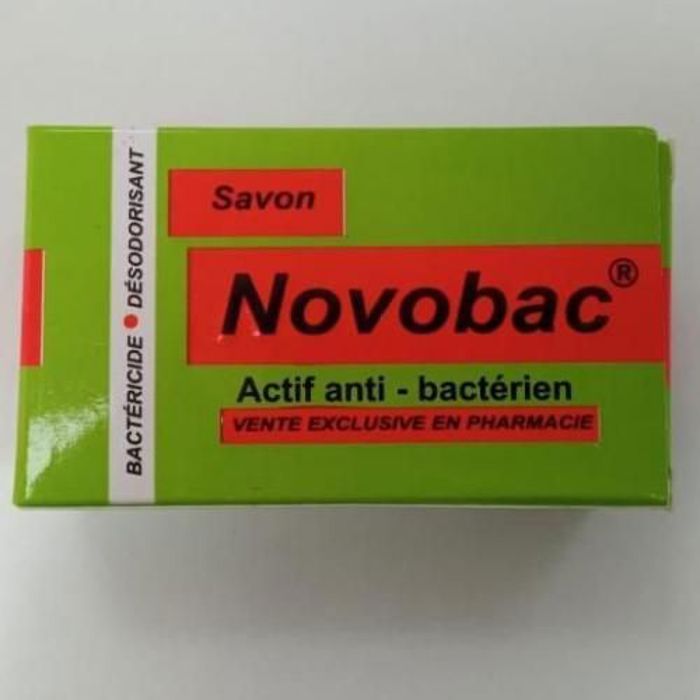 BACTÉRICIDE • DÉSODORISANT
Savon
Novobac®
Actif anti - bactérien
VENTE EXCLUSIVE EN PHARMACIE